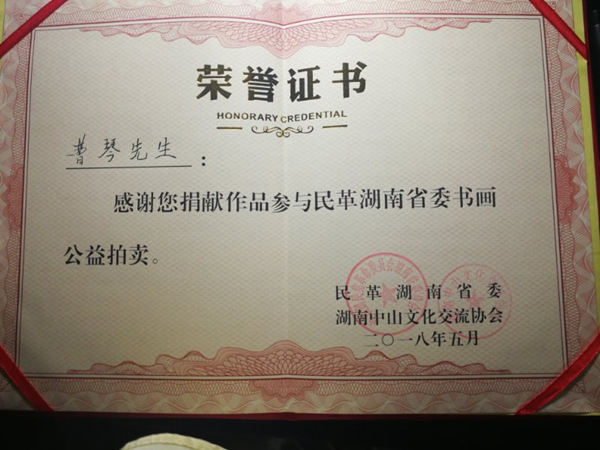 荣誉证书
HONORARY CREDENTIAL
曹琴先生：
感谢您捐献作品参与民革湖南省委书画
公益拍卖。
民革湖南省委
湖南中山文化交流协会
二〇一八年五月